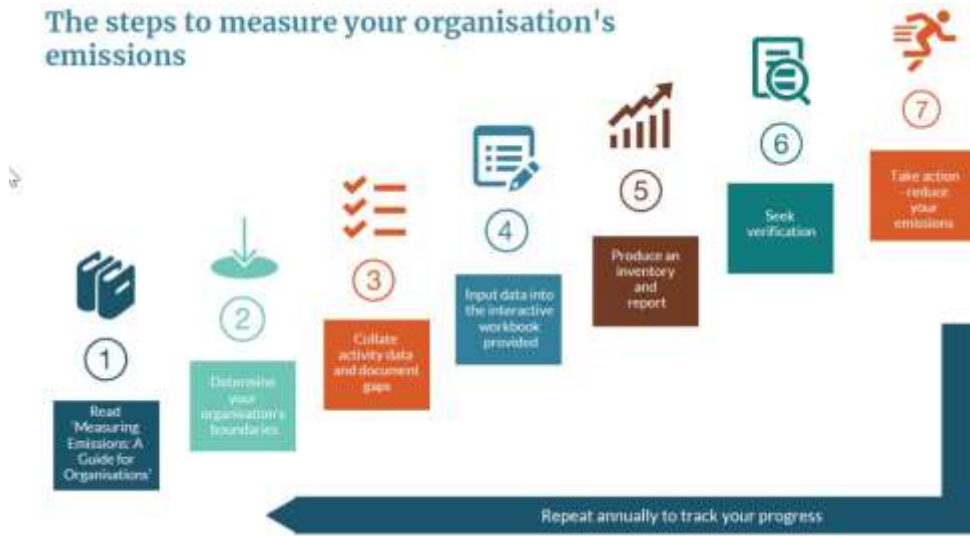 The steps to measure your organisation's
emissions
1
Read
'Measuring
Emissions: A
Guide for
Organisations'
2
Determine
your
organisation's
boundaries
3
Collate
activity data
and document
gaps
4
Input data into
the interactive
workbook
provided
5
Produce an
inventory
and
report
6
Seek
verification
7
Take action
- reduce
your
emissions
Repeat annually to track your progress